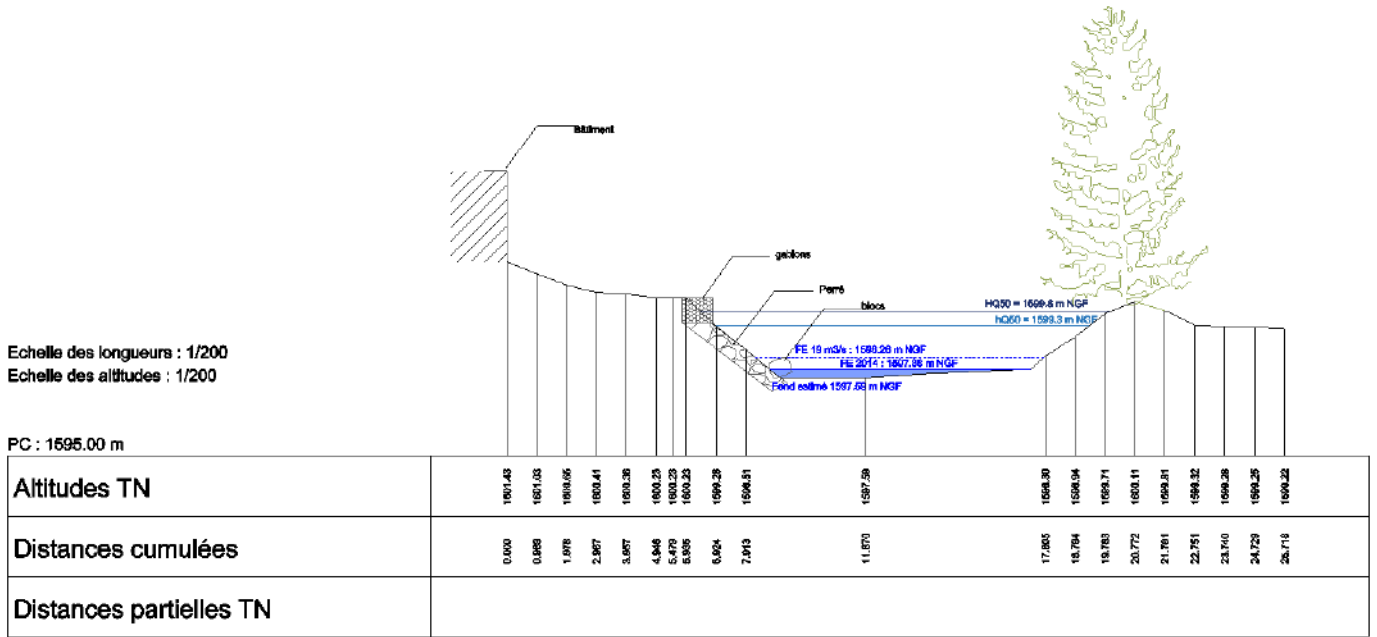 Bâtiment
gabions
Perré
blocs
HQ50 = 1599.8 m NGF
hQ50 = 1599.3 m NGF
FE 19 m3/s : 1598.26 m NGF
FE 2014 : 1597.86 m NGF
Fond estimé 1597.59 m NGF
Echelle des longueurs : 1/200
Echelle des altitudes : 1/200
PC : 1595.00 m
Altitudes TN 1601.43 1601.03 1600.65 1600.41 1600.36 1600.23 1600.23 1600.23 1599.28 1598.51 1597.59 1598.30 1598.94 1599.71 1600.11 1599.81 1599.32 1599.28 1599.25 1599.22
Distances cumulées 0.000 0.989 1.978 2.967 3.957 4.946 5.479 5.935 6.924 7.913 11.870 17.805 18.794 19.783 20.772 21.761 22.751 23.740 24.729 25.718
Distances partielles TN